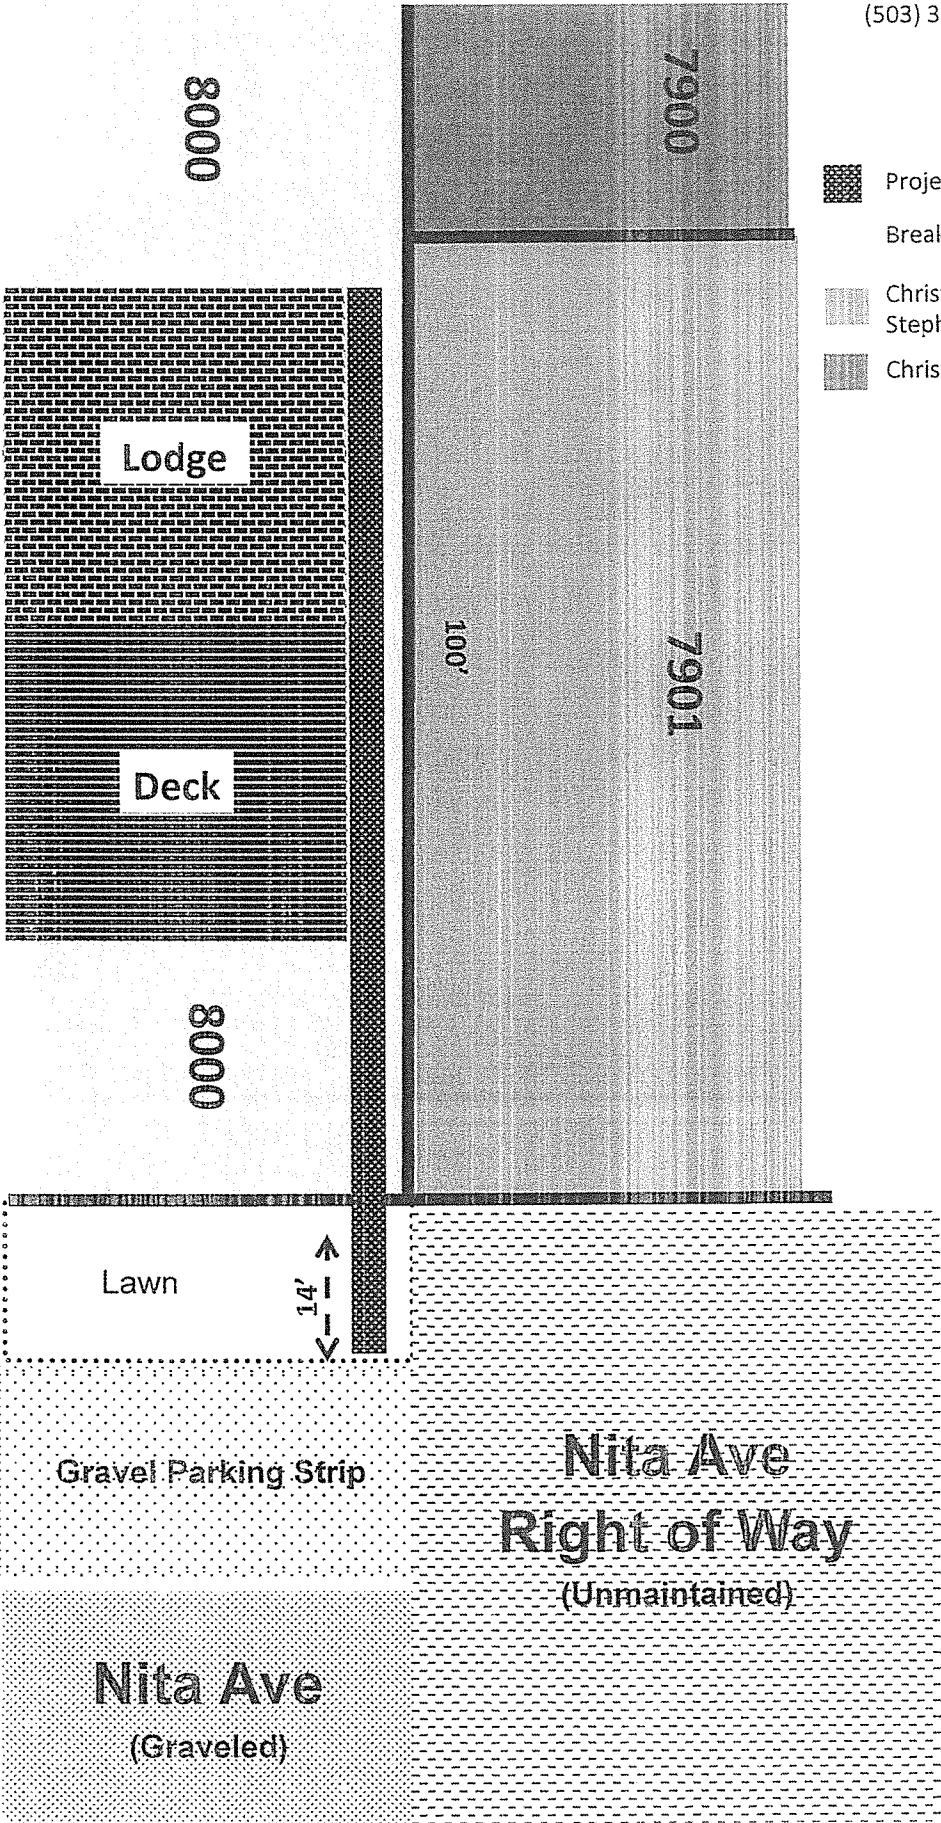 (503) 3
8000
7900
Proje
Breal
Chris
Steph
Chris
Lodge
100'
7901
Deck
8000
Lawn
14'
Gravel Parking Strip
Nita Ave
Right of Way
(Unmaintained)
Nita Ave
(Graveled)